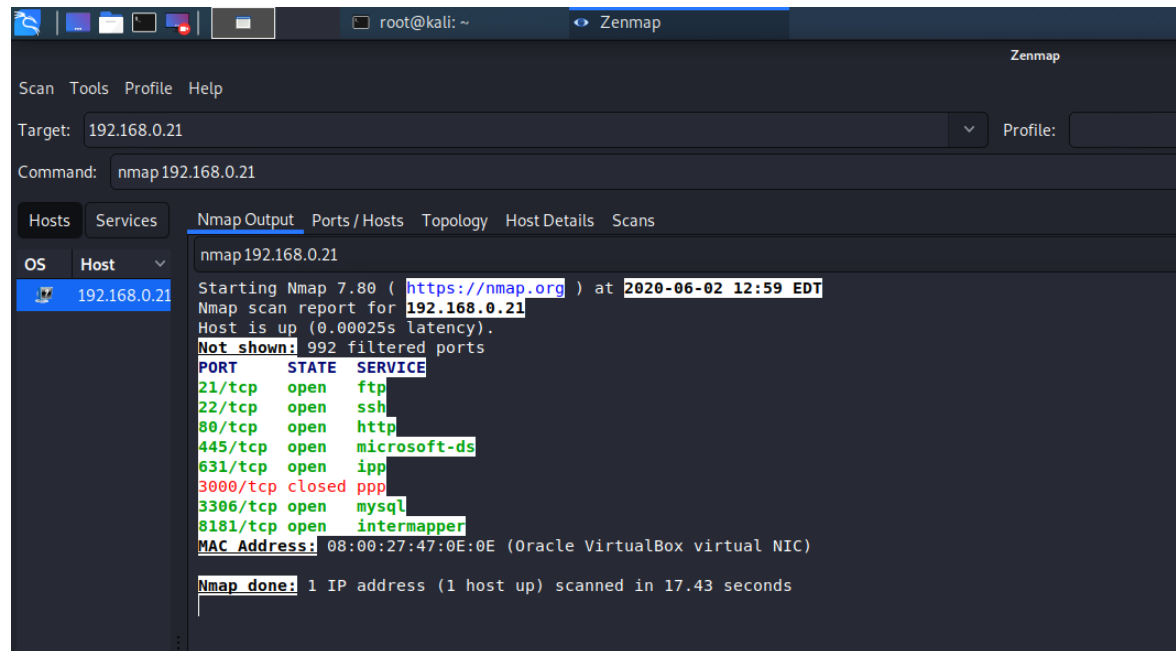 root@kali: ~
Zenmap
Zenmap
Scan Tools Profile Help
Target: 192.168.0.21 Profile:
Command: nmap 192.168.0.21
Hosts Services Nmap Output Ports / Hosts Topology Host Details Scans
OS Host nmap 192.168.0.21
192.168.0.21
Starting Nmap 7.80 ( https://nmap.org ) at 2020-06-02 12:59 EDT
Nmap scan report for 192.168.0.21
Host is up (0.00025s latency).
Not shown: 992 filtered ports
PORT STATE SERVICE
21/tcp open ftp
22/tcp open ssh
80/tcp open http
445/tcp open microsoft-ds
631/tcp open ipp
3000/tcp closed ppp
3306/tcp open mysql
8181/tcp open intermapper
MAC Address: 08:00:27:47:0E:0E (Oracle VirtualBox virtual NIC)
Nmap done: 1 IP address (1 host up) scanned in 17.43 seconds